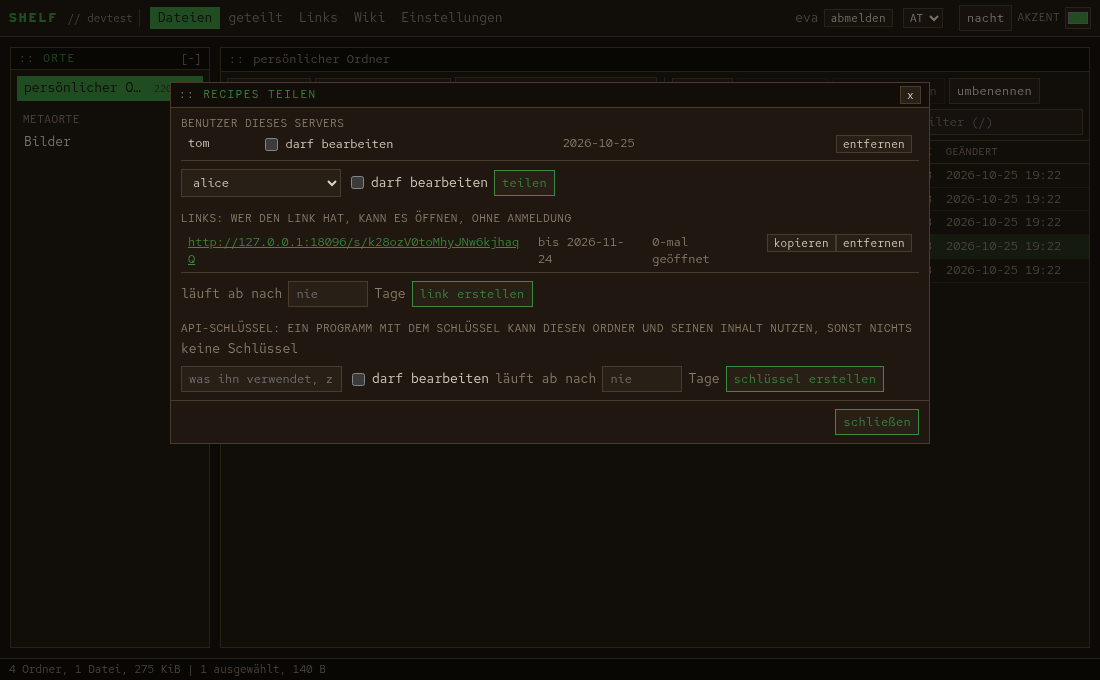 SHELF // devtest Dateien geteilt Links Wiki Einstellungen eva abmelden AT nacht AKZENT
:: ORTE [-]
:: persönlicher Ordner
persönlicher O…
umbenennen
METAORTE
Bilder
:: RECIPES TEILEN x
BENUTZER DIESES SERVERS
tom darf bearbeiten 2026-10-25 entfernen
alice darf bearbeiten teilen
LINKS: WER DEN LINK HAT, KANN ES ÖFFNEN, OHNE ANMELDUNG
http://127.0.0.1:18096/s/k28ozV0toMhyJNw6kjhaq
Q
bis 2026-11-
24
0-mal
geöffnet
kopieren entfernen
läuft ab nach nie Tage link erstellen
API-SCHLÜSSEL: EIN PROGRAMM MIT DEM SCHLÜSSEL KANN DIESEN ORDNER UND SEINEN INHALT NUTZEN, SONST NICHTS
keine Schlüssel
was ihn verwendet, z darf bearbeiten läuft ab nach nie Tage schlüssel erstellen
schließen
(/)
GEÄNDERT
2026-10-25 19:22
2026-10-25 19:22
2026-10-25 19:22
2026-10-25 19:22
2026-10-25 19:22
4 Ordner, 1 Datei, 275 KiB | 1 ausgewählt, 140 B